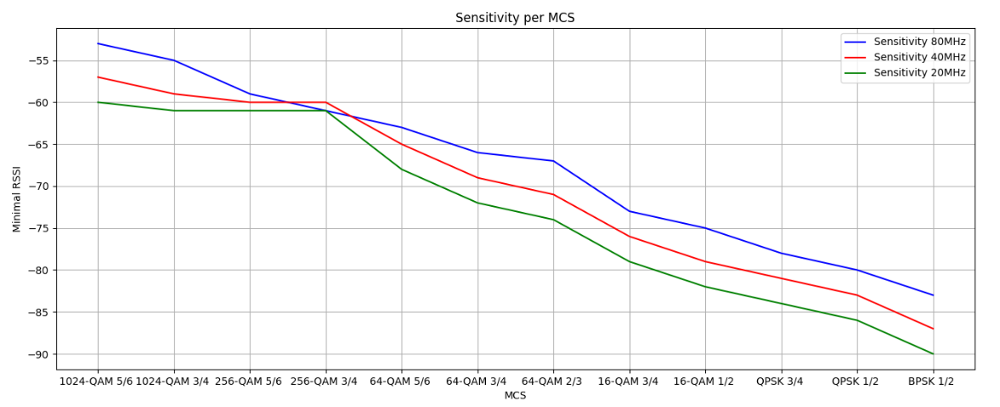 Sensitivity per MCS
Sensitivity 80MHz
Sensitivity 40MHz
Sensitivity 20MHz
Minimal RSSI
−55
−60
−65
−70
−75
−80
−85
−90
1024-QAM 5/6 1024-QAM 3/4 256-QAM 5/6 256-QAM 3/4 64-QAM 5/6 64-QAM 3/4 64-QAM 2/3 16-QAM 3/4 16-QAM 1/2 QPSK 3/4 QPSK 1/2 BPSK 1/2
MCS